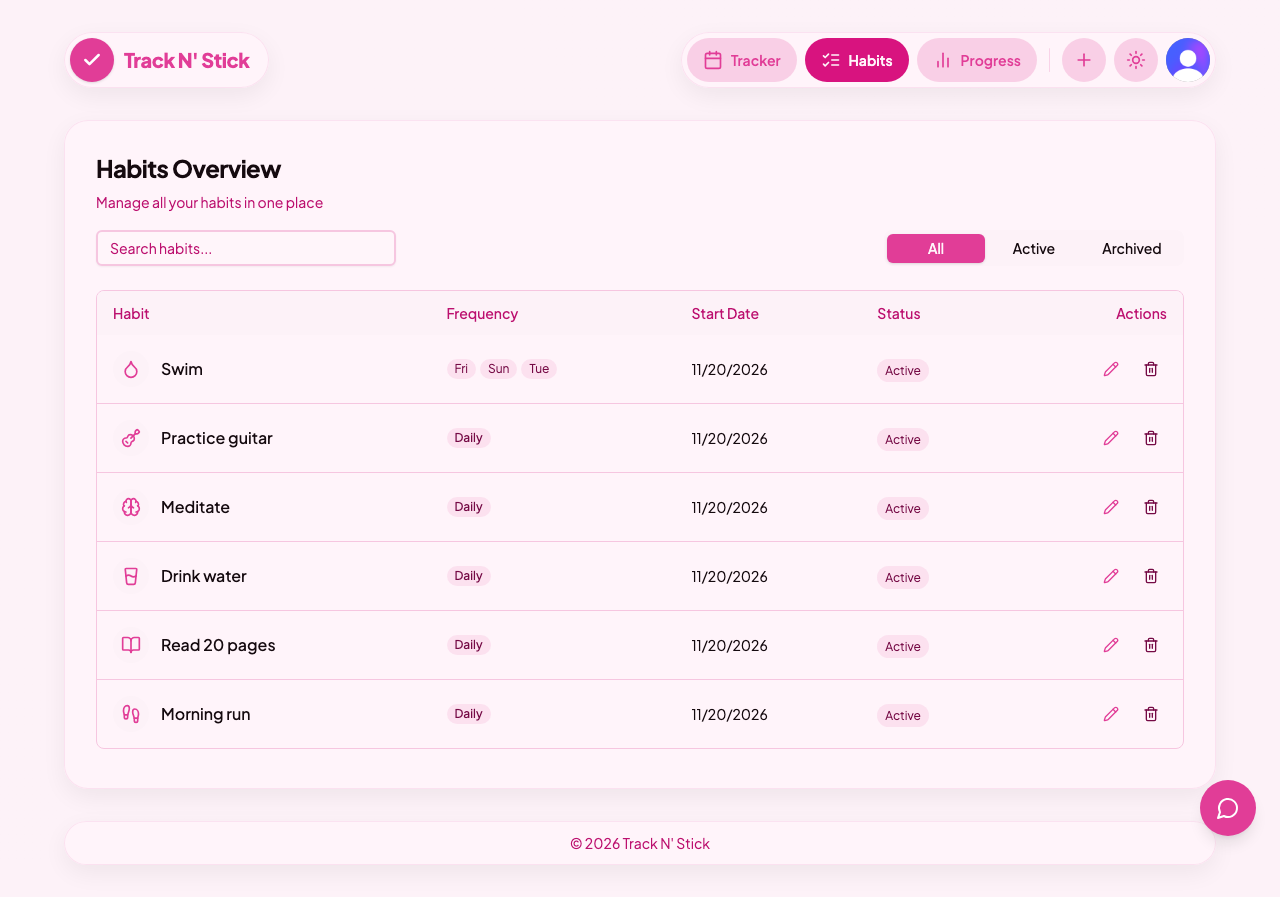 Track N' Stick
Tracker Habits Progress
Habits Overview
Manage all your habits in one place
Search habits...
All Active Archived
Habit Frequency Start Date Status Actions
Swim Fri Sun Tue 11/20/2026 Active
Practice guitar Daily 11/20/2026 Active
Meditate Daily 11/20/2026 Active
Drink water Daily 11/20/2026 Active
Read 20 pages Daily 11/20/2026 Active
Morning run Daily 11/20/2026 Active
© 2026 Track N' Stick